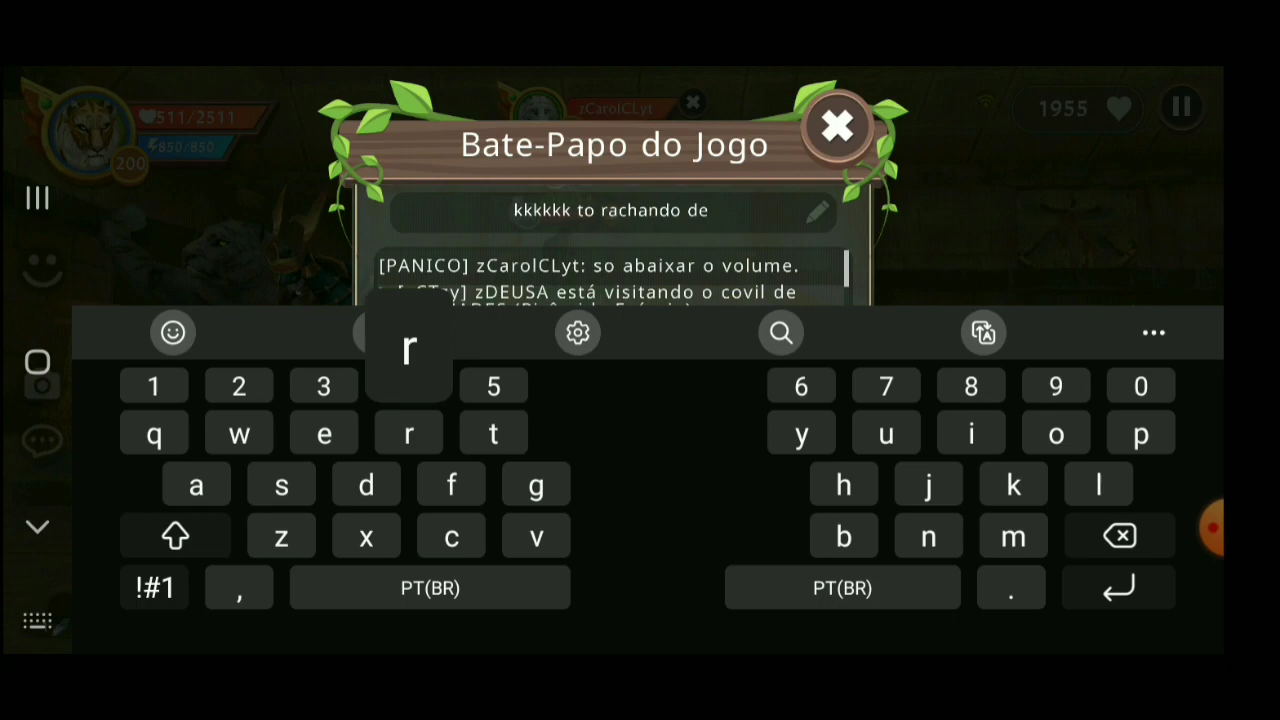 511/2511
850/850
200
zCarolCLyt
1955
Bate-Papo do Jogo
kkkkkk to rachando de
[PANICO] zCarolCLyt: so abaixar o volume.
zDEUSA está visitando o covil de
r
1 2 3 5 6 7 8 9 0
q w e r t y u i o p
a s d f g h j k l
z x c v b n m
!#1 , PT(BR) PT(BR) .